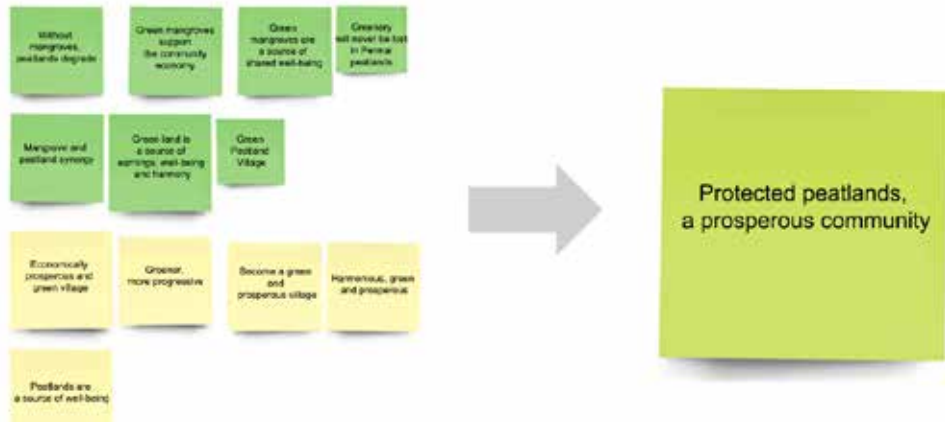 Without
mangroves,
peatlands degrade
Green mangroves
support
the community
economy
Green
mangroves are
a source of
shared well-being
Greenery
will never be lost
in Permai
peatlands
Mangrove and
peatland synergy
Green land is
a source of
earnings, well-being
and harmony
Green
Peatland
Village
Economically
prosperous and
green village
Greener,
more progressive
Become a green
and
prosperous village
Harmonious, green
and prosperous
Peatlands are
a source of well-being
Protected peatlands,
a prosperous community